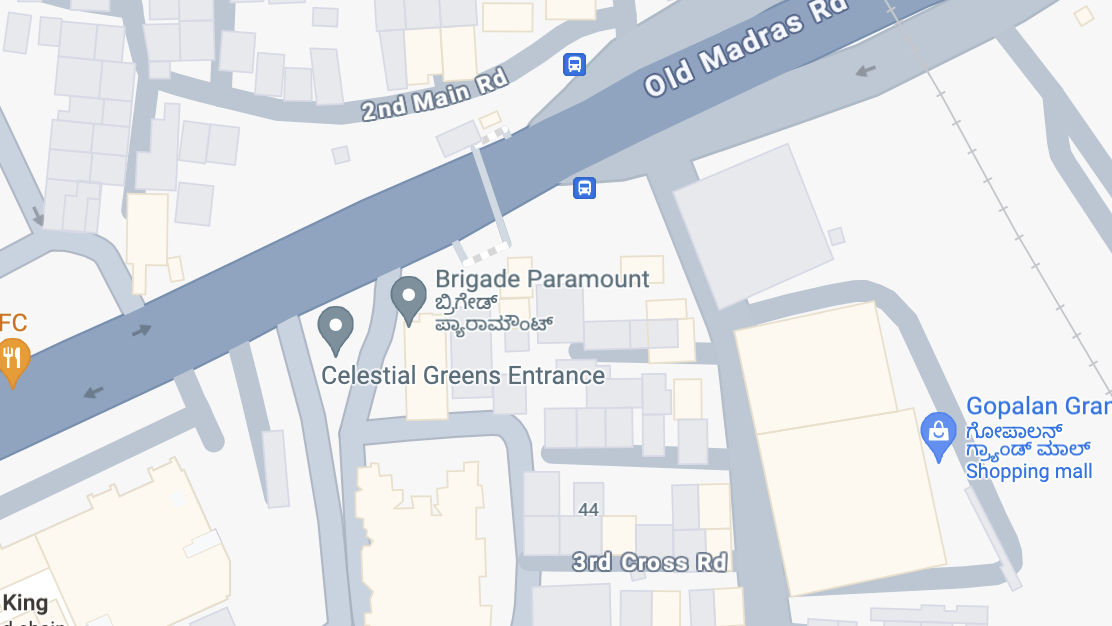 Old Madras Rd
2nd Main Rd
Brigade Paramount
ಬ್ರಿಗೇಡ್
ಪ್ಯಾರಾಮೌಂಟ್
FC
Celestial Greens Entrance
Gopalan Gran
ಗೋಪಾಲನ್
ಗ್ರ್ಯಾಂಡ್ ಮಾಲ್
Shopping mall
44
3rd Cross Rd
King
d chain